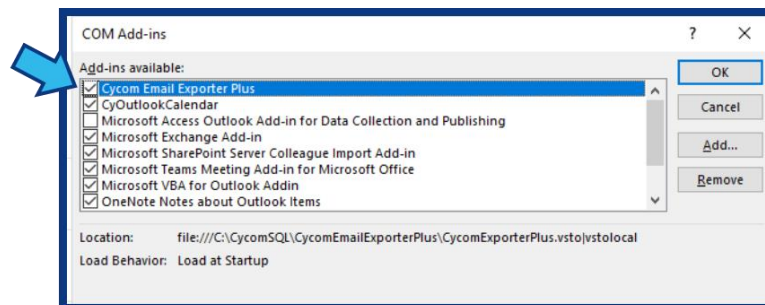 COM Add-ins
? X
Add-ins available:
Cycom Email Exporter Plus
CyOutlookCalendar
Microsoft Access Outlook Add-in for Data Collection and Publishing
Microsoft Exchange Add-in
Microsoft SharePoint Server Colleague Import Add-in
Microsoft Teams Meeting Add-in for Microsoft Office
Microsoft VBA for Outlook Addin
OneNote Notes about Outlook Items
OK
Cancel
Add...
Remove
Location: file:///C:\CycomSQL\CycomEmailExporterPlus\CycomExporterPlus.vsto|vstolocal
Load Behavior: Load at Startup